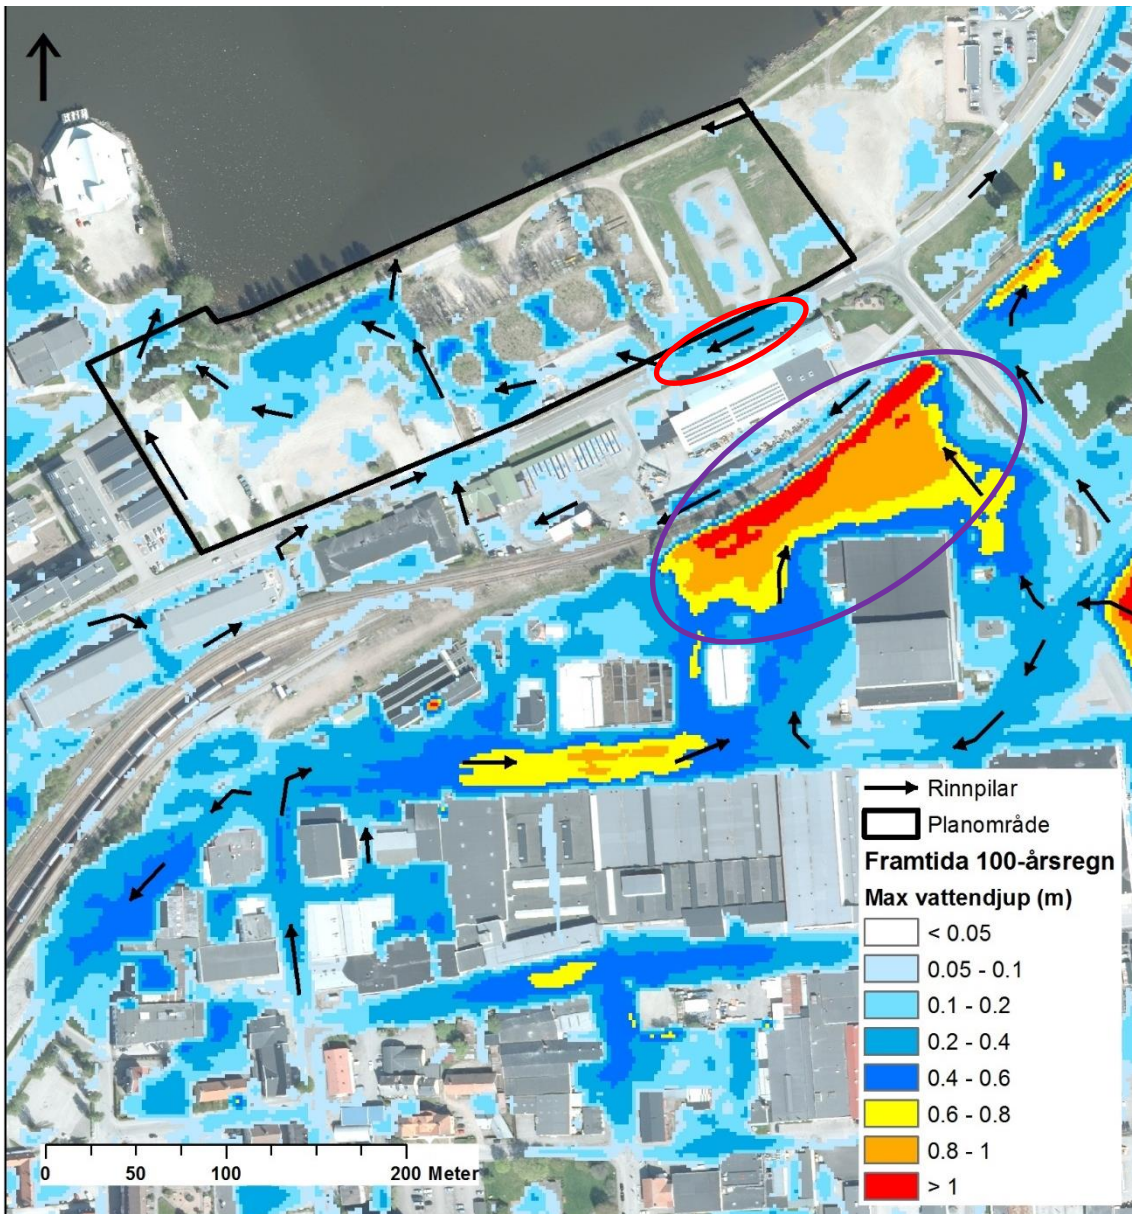 Rinnpilar
Planområde
Framtida 100-årsregn
Max vattendjup (m)
< 0.05
0.05 - 0.1
0.1 - 0.2
0.2 - 0.4
0.4 - 0.6
0.6 - 0.8
0.8 - 1
> 1
0 50 100 200 Meter